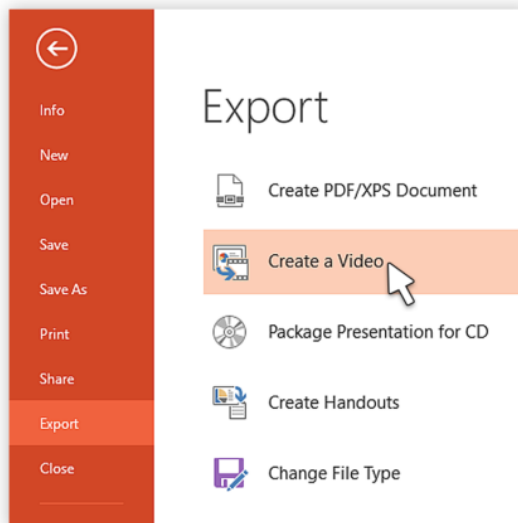 Info
New
Open
Save
Save As
Print
Share
Export
Close
Export
Create PDF/XPS Document
Create a Video
Package Presentation for CD
Create Handouts
Change File Type